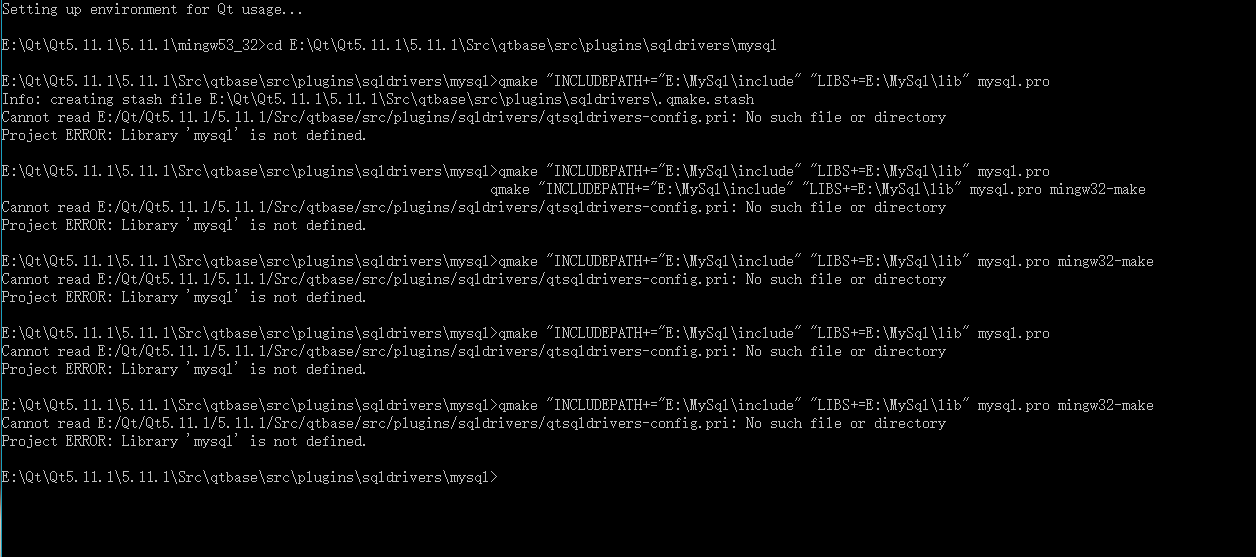 Setting up environment for Qt usage...
E:\Qt\Qt5.11.1\5.11.1\mingw53_32>cd E:\Qt\Qt5.11.1\5.11.1\Src\qtbase\src\plugins\sqldrivers\mysql
E:\Qt\Qt5.11.1\5.11.1\Src\qtbase\src\plugins\sqldrivers\mysql>qmake "INCLUDEPATH+="E:\MySql\include" "LIBS+=E:\MySql\lib" mysql.pro
Info: creating stash file E:\Qt\Qt5.11.1\5.11.1\Src\qtbase\src\plugins\sqldrivers\.qmake.stash
Cannot read E:/Qt/Qt5.11.1/5.11.1/Src/qtbase/src/plugins/sqldrivers/qtsqldrivers-config.pri: No such file or directory
Project ERROR: Library 'mysql' is not defined.
E:\Qt\Qt5.11.1\5.11.1\Src\qtbase\src\plugins\sqldrivers\mysql>qmake "INCLUDEPATH+="E:\MySql\include" "LIBS+=E:\MySql\lib" mysql.pro
qmake "INCLUDEPATH+="E:\MySql\include" "LIBS+=E:\MySql\lib" mysql.pro mingw32-make
Cannot read E:/Qt/Qt5.11.1/5.11.1/Src/qtbase/src/plugins/sqldrivers/qtsqldrivers-config.pri: No such file or directory
Project ERROR: Library 'mysql' is not defined.
E:\Qt\Qt5.11.1\5.11.1\Src\qtbase\src\plugins\sqldrivers\mysql>qmake "INCLUDEPATH+="E:\MySql\include" "LIBS+=E:\MySql\lib" mysql.pro mingw32-make
Cannot read E:/Qt/Qt5.11.1/5.11.1/Src/qtbase/src/plugins/sqldrivers/qtsqldrivers-config.pri: No such file or directory
Project ERROR: Library 'mysql' is not defined.
E:\Qt\Qt5.11.1\5.11.1\Src\qtbase\src\plugins\sqldrivers\mysql>qmake "INCLUDEPATH+="E:\MySql\include" "LIBS+=E:\MySql\lib" mysql.pro
Cannot read E:/Qt/Qt5.11.1/5.11.1/Src/qtbase/src/plugins/sqldrivers/qtsqldrivers-config.pri: No such file or directory
Project ERROR: Library 'mysql' is not defined.
E:\Qt\Qt5.11.1\5.11.1\Src\qtbase\src\plugins\sqldrivers\mysql>qmake "INCLUDEPATH+="E:\MySql\include" "LIBS+=E:\MySql\lib" mysql.pro mingw32-make
Cannot read E:/Qt/Qt5.11.1/5.11.1/Src/qtbase/src/plugins/sqldrivers/qtsqldrivers-config.pri: No such file or directory
Project ERROR: Library 'mysql' is not defined.
E:\Qt\Qt5.11.1\5.11.1\Src\qtbase\src\plugins\sqldrivers\mysql>